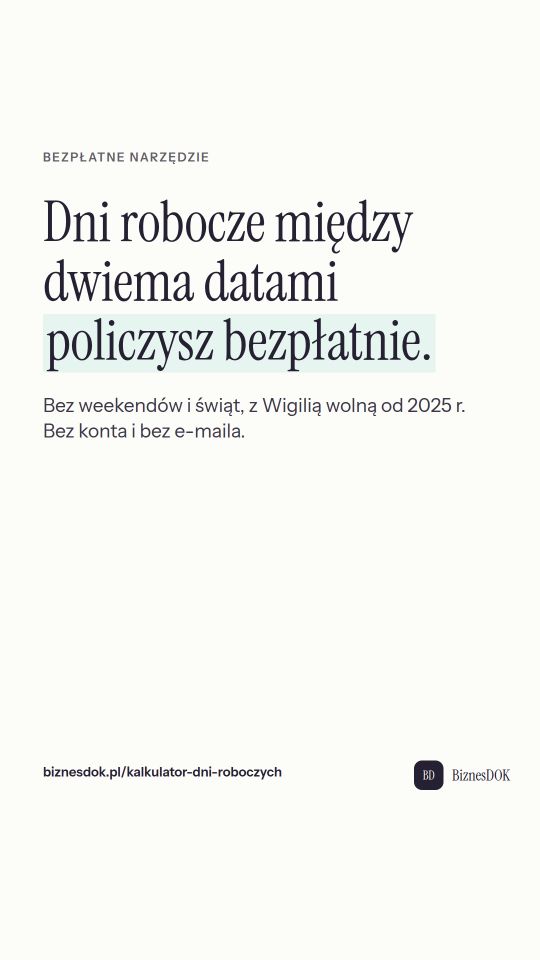 BEZPŁATNE NARZĘDZIE
Dni robocze między
dwiema datami
policzysz bezpłatnie.
Bez weekendów i świąt, z Wigilią wolną od 2025 r.
Bez konta i bez e-maila.
biznesdok.pl/kalkulator-dni-roboczych
BD BiznesDOK